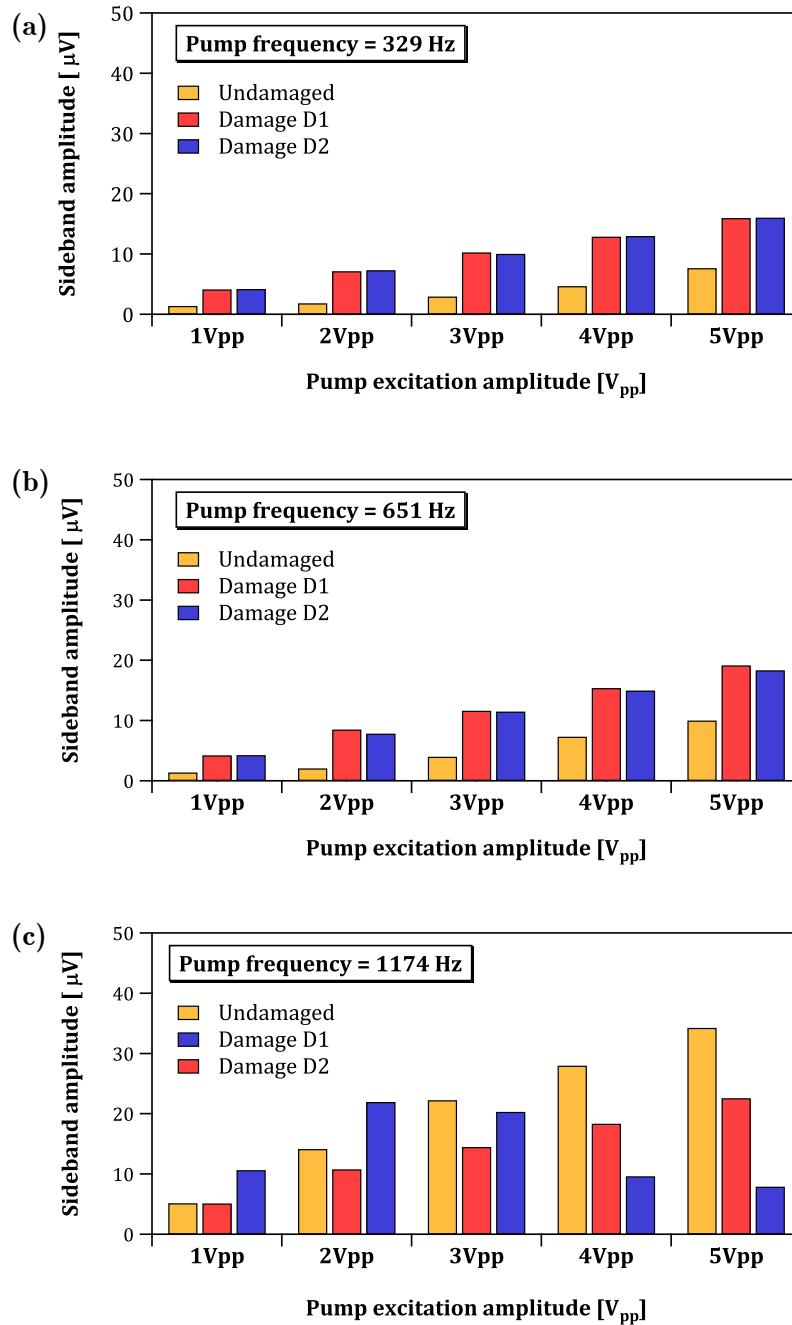 (a)
50
Pump frequency = 329 Hz
40
Undamaged
Damage D1
30
Damage D2
20
10
0
Sideband amplitude [ μV]
1Vpp 2Vpp 3Vpp 4Vpp 5Vpp
Pump excitation amplitude [Vpp]
(b)
50
Pump frequency = 651 Hz
40
Undamaged
Damage D1
30
Damage D2
20
10
0
Sideband amplitude [ μV]
1Vpp 2Vpp 3Vpp 4Vpp 5Vpp
Pump excitation amplitude [Vpp]
(c)
50
Pump frequency = 1174 Hz
40
Undamaged
Damage D1
30
Damage D2
20
10
0
Sideband amplitude [ μV]
1Vpp 2Vpp 3Vpp 4Vpp 5Vpp
Pump excitation amplitude [Vpp]